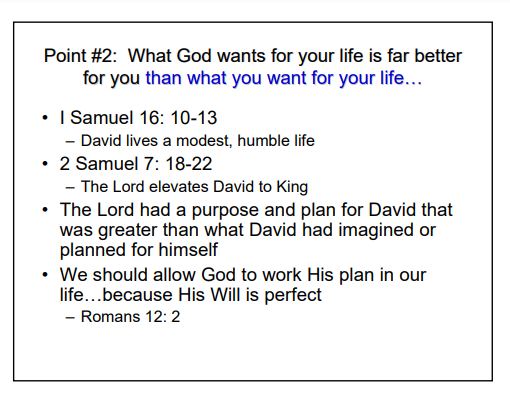 Point #2:  What God wants for your life is far better
for you than what you want for your life…
• I Samuel 16: 10-13
– David lives a modest, humble life
• 2 Samuel 7: 18-22
– The Lord elevates David to King
• The Lord had a purpose and plan for David that
was greater than what David had imagined or
planned for himself
• We should allow God to work His plan in our
life…because His Will is perfect
– Romans 12: 2